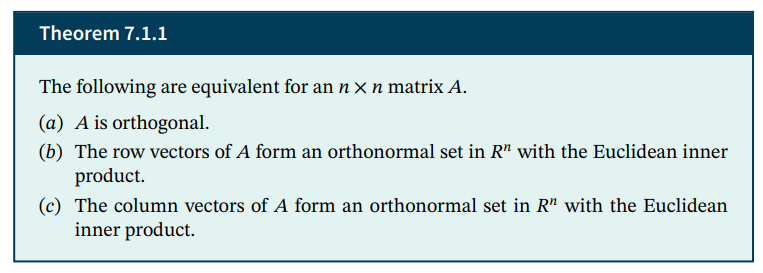 Theorem 7.1.1
The following are equivalent for an n × n matrix A.
(a) A is orthogonal.
(b) The row vectors of A form an orthonormal set in Rⁿ with the Euclidean inner
product.
(c) The column vectors of A form an orthonormal set in Rⁿ with the Euclidean
inner product.